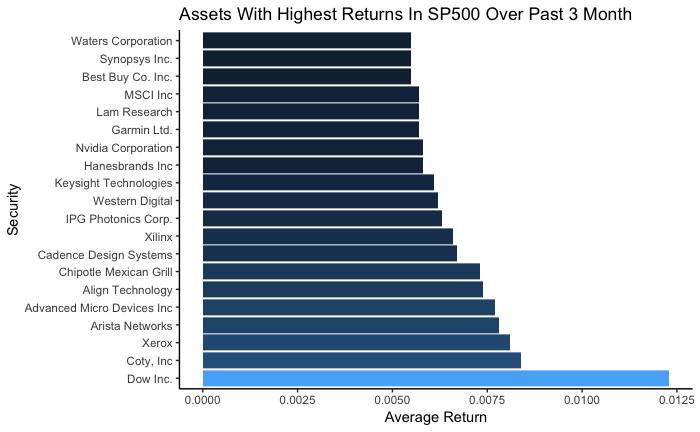 Assets With Highest Returns In SP500 Over Past 3 Month
Waters Corporation
Synopsys Inc.
Best Buy Co. Inc.
MSCI Inc
Lam Research
Garmin Ltd.
Nvidia Corporation
Hanesbrands Inc
Keysight Technologies
Western Digital
IPG Photonics Corp.
Xilinx
Cadence Design Systems
Chipotle Mexican Grill
Align Technology
Advanced Micro Devices Inc
Arista Networks
Xerox
Coty, Inc
Dow Inc.
Security
0.0000 0.0025 0.0050 0.0075 0.0100 0.0125
Average Return